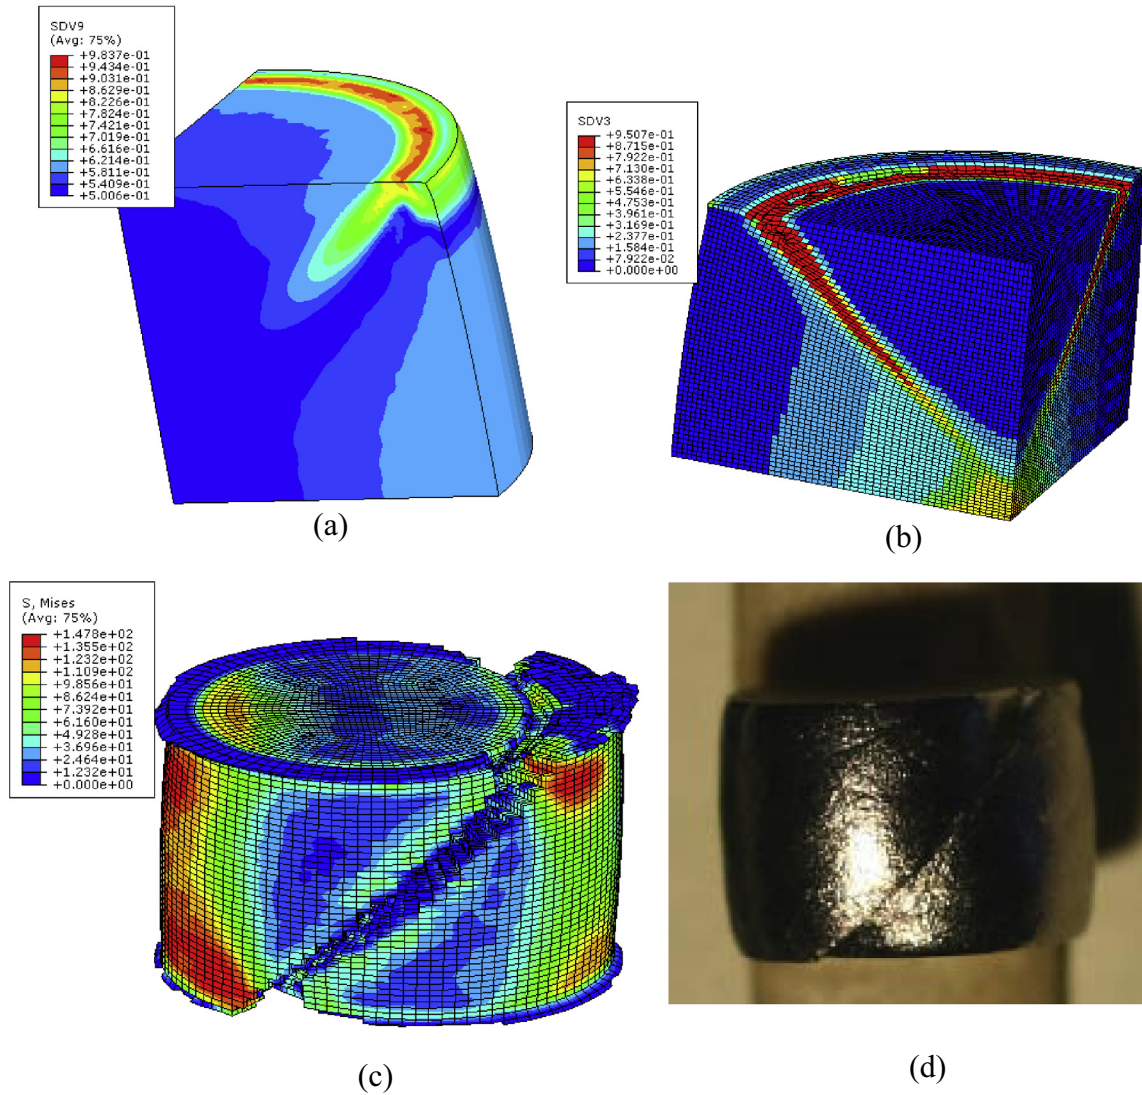 SDV9
(Avg: 75%)
+9.837e-01
+9.434e-01
+9.031e-01
+8.629e-01
+8.226e-01
+7.824e-01
+7.421e-01
+7.019e-01
+6.616e-01
+6.214e-01
+5.811e-01
+5.409e-01
+5.006e-01
(a)
SDV3
+9.507e-01
+8.715e-01
+7.922e-01
+7.130e-01
+6.338e-01
+5.546e-01
+4.753e-01
+3.961e-01
+3.169e-01
+2.377e-01
+1.584e-01
+7.922e-02
+0.000e+00
(b)
S, Mises
(Avg: 75%)
+1.478e+02
+1.355e+02
+1.232e+02
+1.109e+02
+9.856e+01
+8.624e+01
+7.392e+01
+6.160e+01
+4.928e+01
+3.696e+01
+2.464e+01
+1.232e+01
+0.000e+00
(c)
(d)